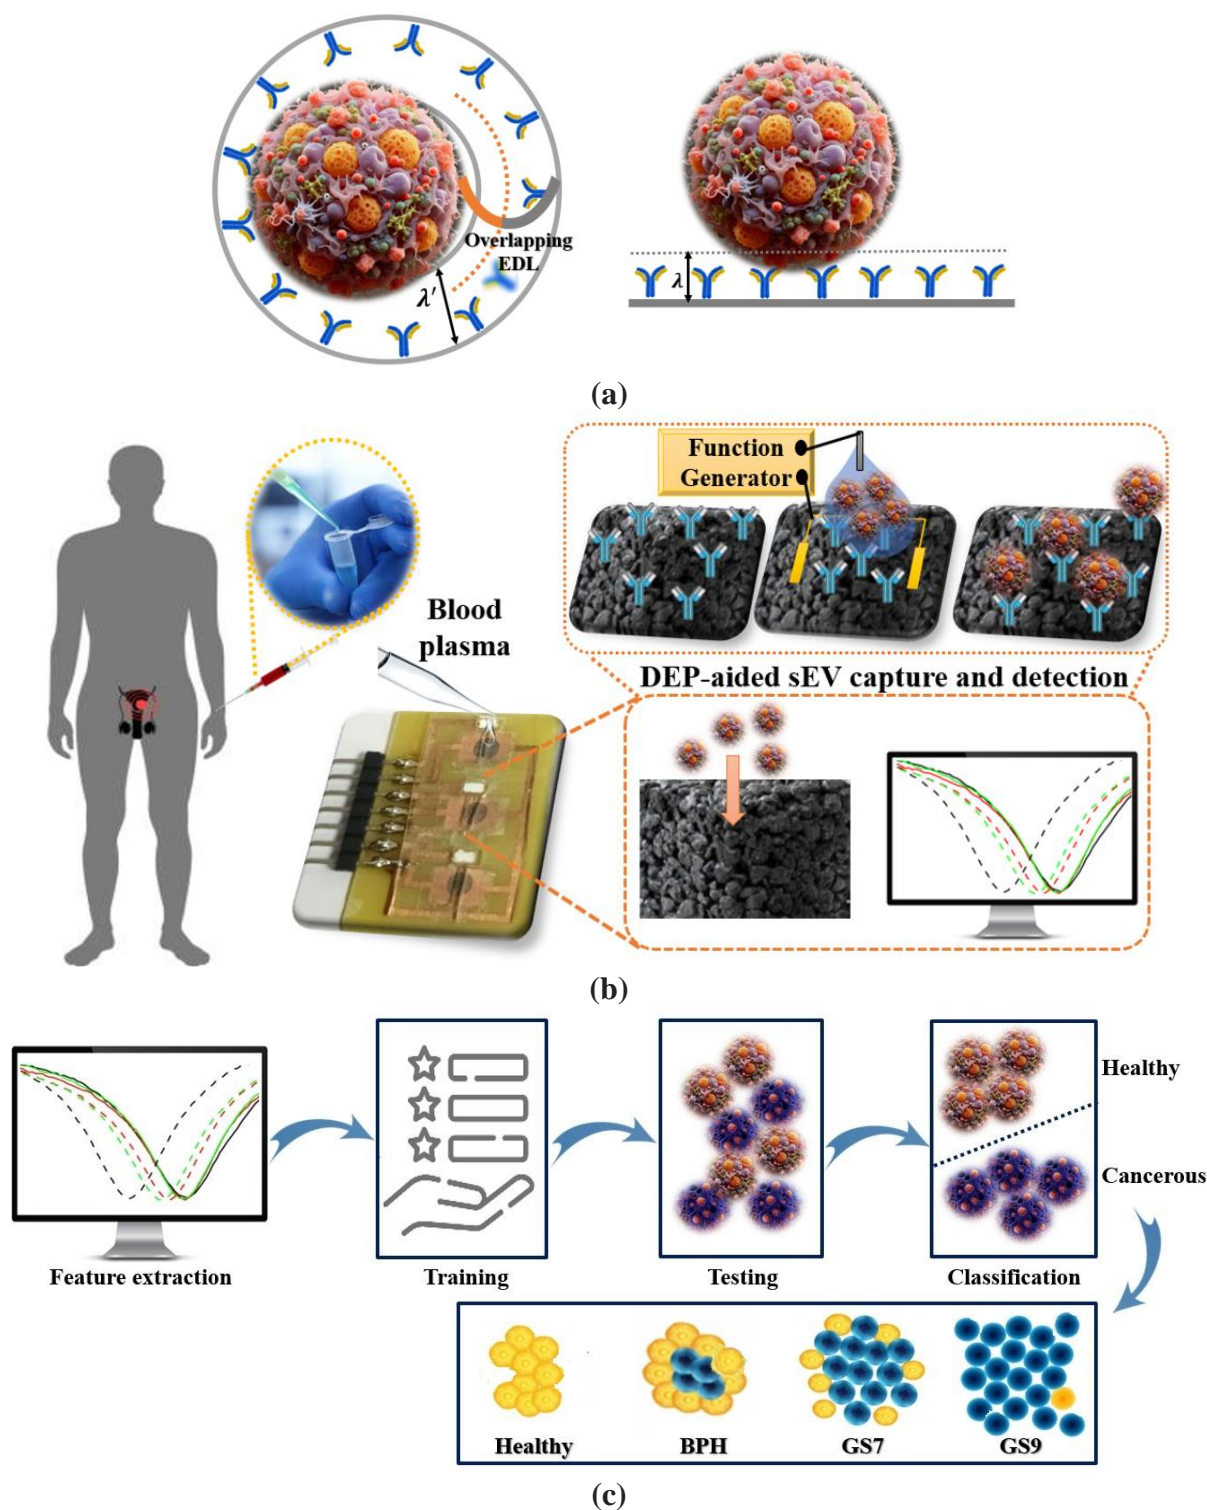 Overlapping
EDL
λ′
λ
(a)
Function
Generator
Blood
plasma
DEP-aided sEV capture and detection
(b)
Healthy
Cancerous
Feature extraction
Training
Testing
Classification
Healthy
BPH
GS7
GS9
(c)